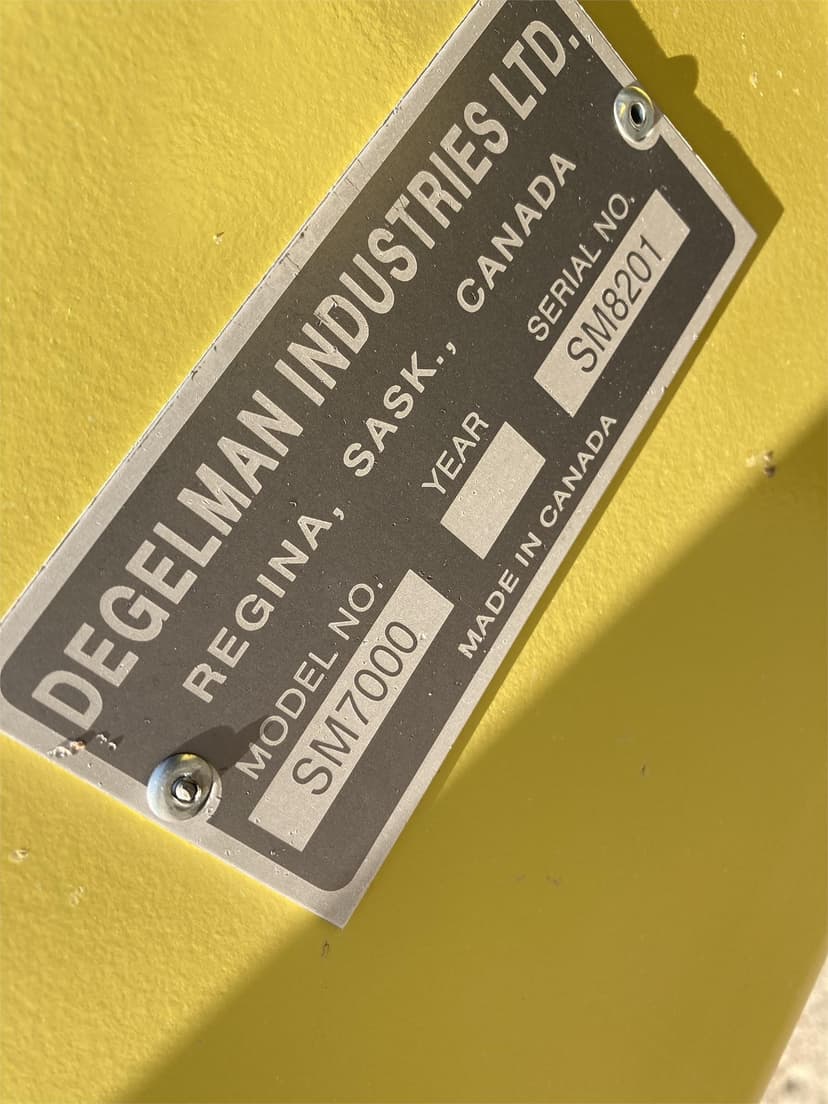 DEGELMAN INDUSTRIES LTD.
REGINA, SASK., CANADA
MODEL NO. YEAR SERIAL NO.
SM7000 SM8201
MADE IN CANADA